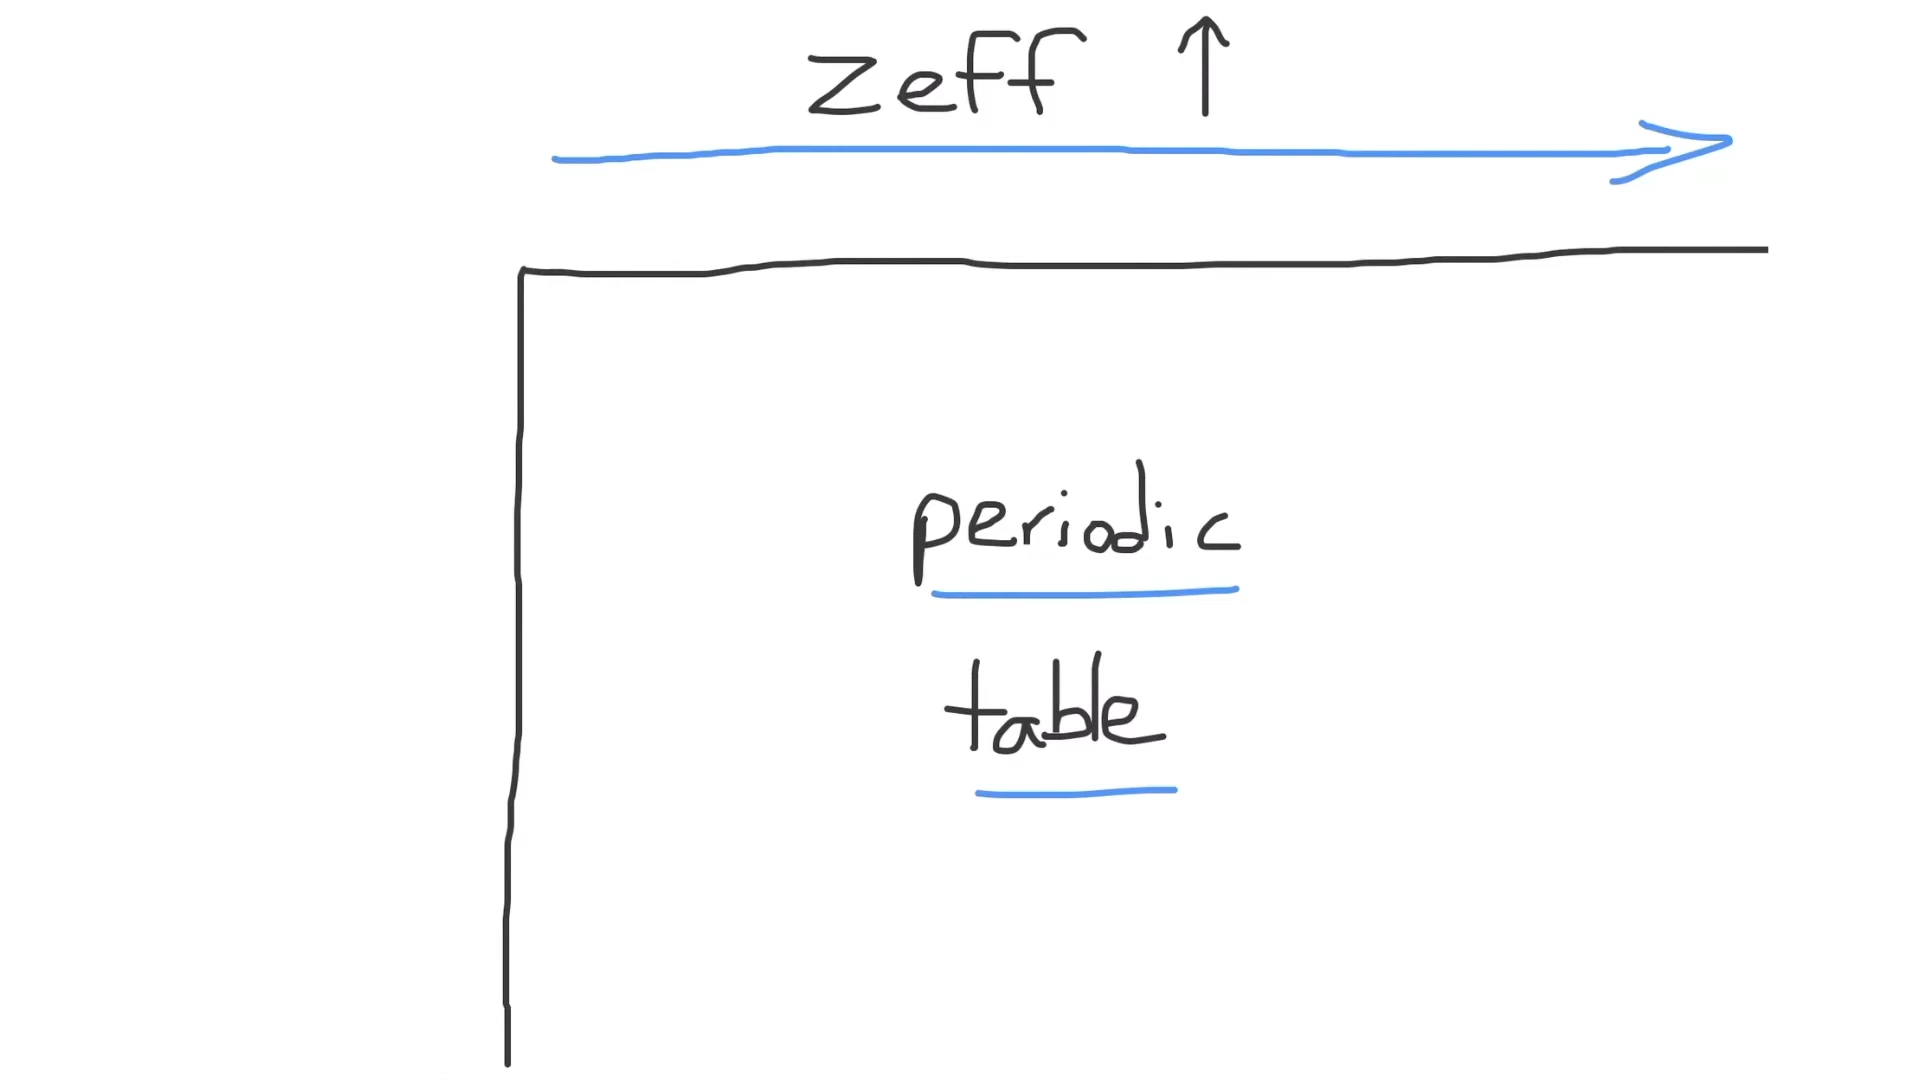 zeff ↑
periodic
table